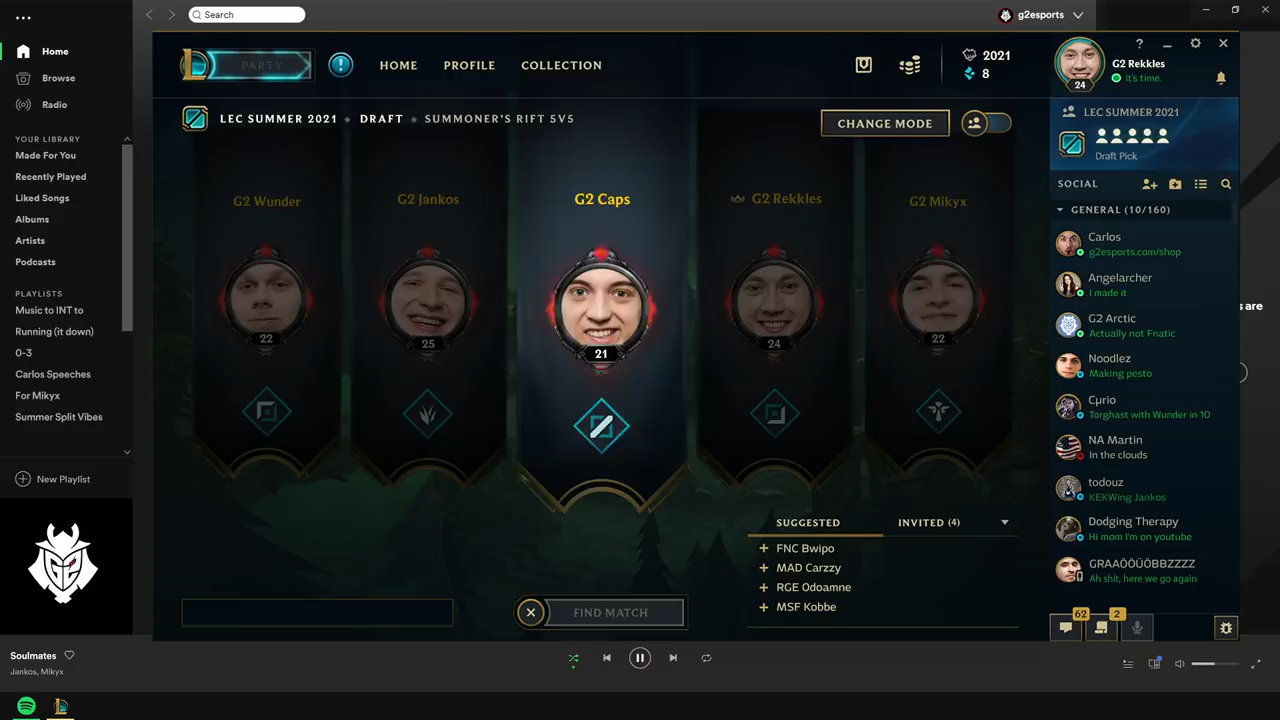 Search
g2esports
Home
Browse
Radio
YOUR LIBRARY
Made For You
Recently Played
Liked Songs
Albums
Artists
Podcasts
PLAYLISTS
Music to INT to
Running (it down)
0-3
Carlos Speeches
For Mikyx
Summer Split Vibes
New Playlist
Soulmates
Jankos, Mikyx
PARTY
HOME
PROFILE
COLLECTION
2021
8
LEC SUMMER 2021 ◆ DRAFT ◆ SUMMONER'S RIFT 5V5
CHANGE MODE
G2 Wunder
22
G2 Jankos
25
G2 Caps
21
G2 Rekkles
24
G2 Mikyx
22
SUGGESTED
INVITED (4)
+ FNC Bwipo
+ MAD Carzzy
+ RGE Odoamne
+ MSF Kobbe
FIND MATCH
G2 Rekkles
It's time.
24
LEC SUMMER 2021
Draft Pick
SOCIAL
GENERAL (10/160)
Carlos
g2esports.com/shop
Angelarcher
I made it
G2 Arctic
Actually not Fnatic
Noodlez
Making pesto
Cµrio
Torghast with Wunder in 10
NA Martin
In the clouds
todouz
KEKWing Jankos
Dodging Therapy
Hi mom I'm on youtube
GRAAÖÖÜÖBBZZZZ
Ah shit, here we go again
62
2
s are